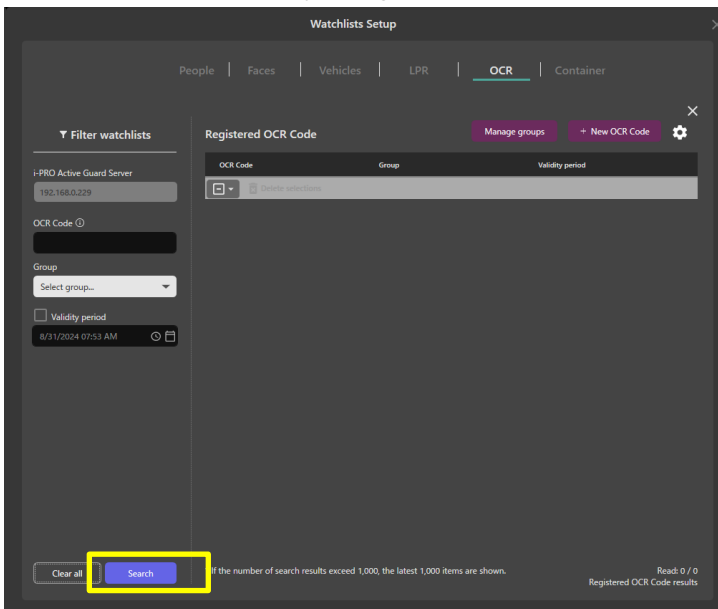 Watchlists Setup
People Faces Vehicles LPR OCR Container
Filter watchlists
i-PRO Active Guard Server
192.168.0.229
OCR Code
Group
Select group...
Validity period
8/31/2024 07:53 AM
Clear all Search
Registered OCR Code
Manage groups + New OCR Code
OCR Code Group Validity period
Delete selections
If the number of search results exceed 1,000, the latest 1,000 items are shown.
Read: 0 / 0
Registered OCR Code results